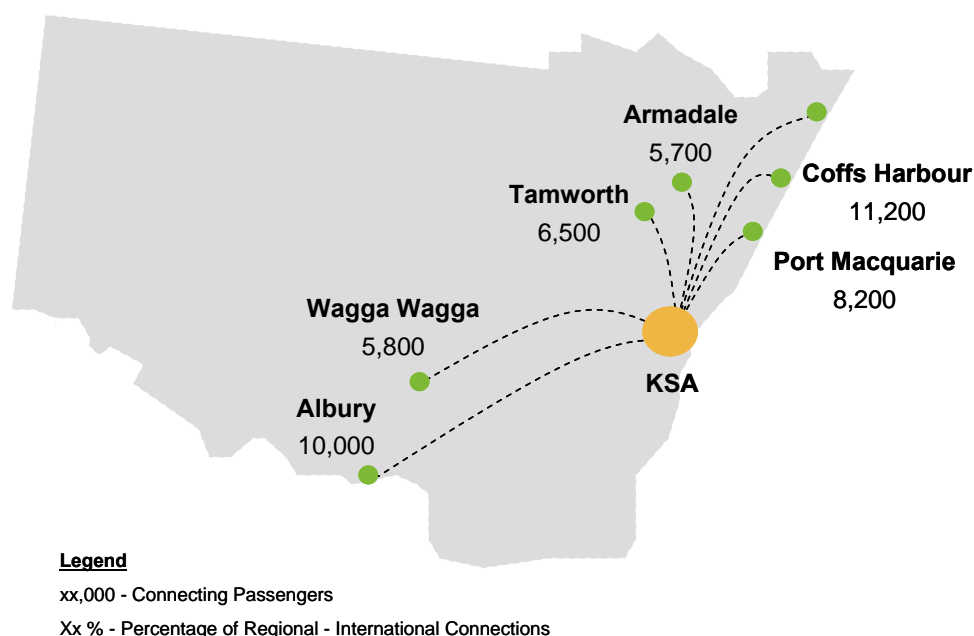 Armadale
5,700
Coffs Harbour
11,200
Tamworth
6,500
Port Macquarie
8,200
Wagga Wagga
5,800
KSA
Albury
10,000
Legend
xx,000 - Connecting Passengers
Xx % - Percentage of Regional - International Connections